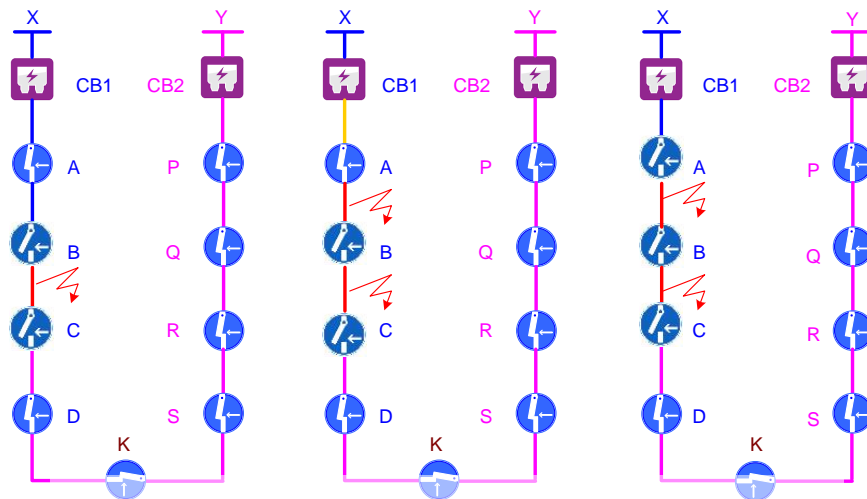 X Y X Y X Y
CB1 CB2 CB1 CB2 CB1 CB2
A P A P A P
B Q B Q B Q
C R C R C R
D S D S D S
K K K